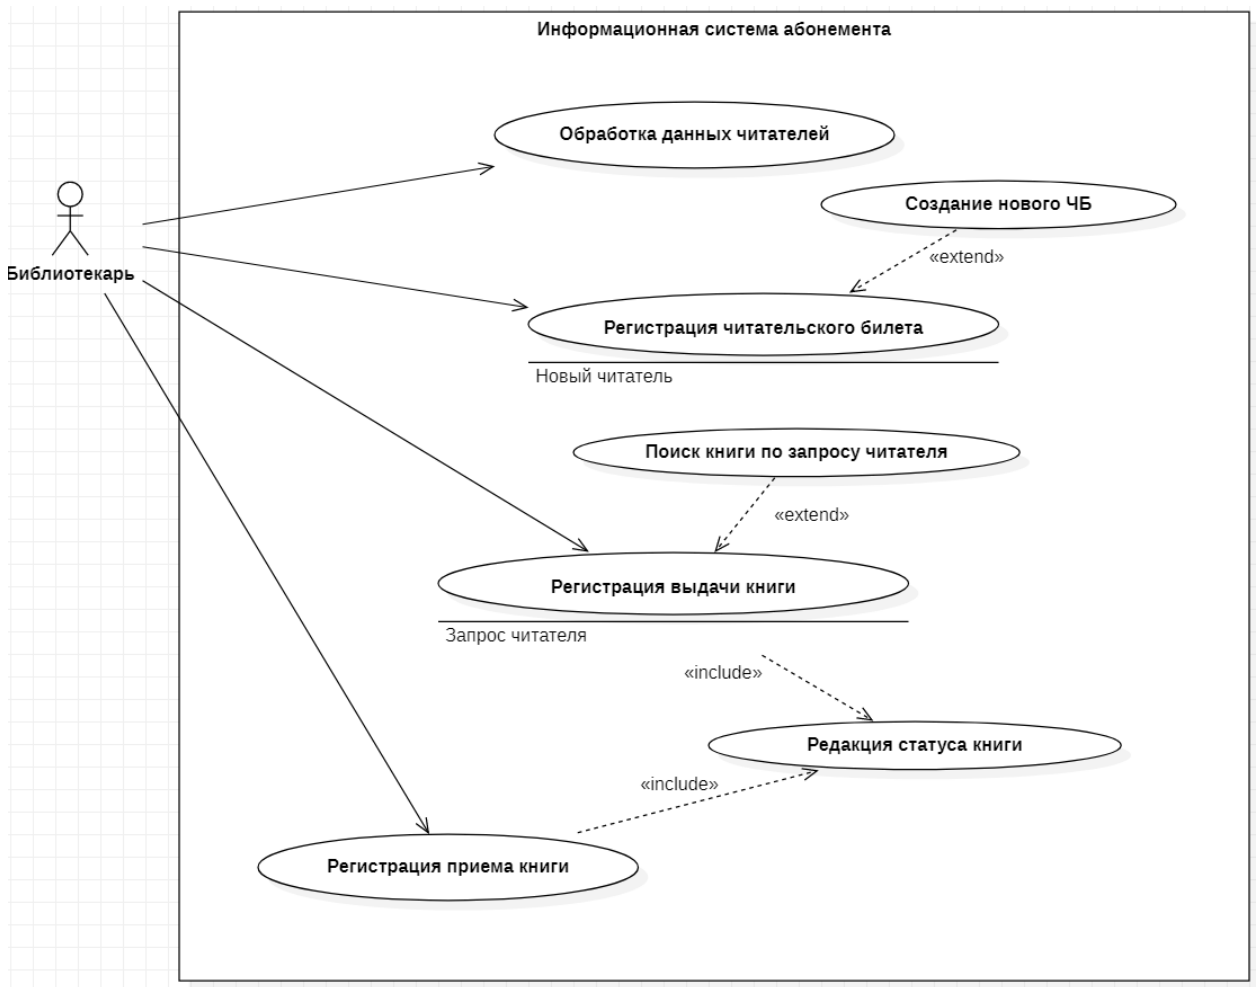 Информационная система абонемента
Обработка данных читателей
Создание нового ЧБ
«extend»
Библиотекарь
Регистрация читательского билета
Новый читатель
Поиск книги по запросу читателя
«extend»
Регистрация выдачи книги
Запрос читателя
«include»
Редакция статуса книги
«include»
Регистрация приема книги